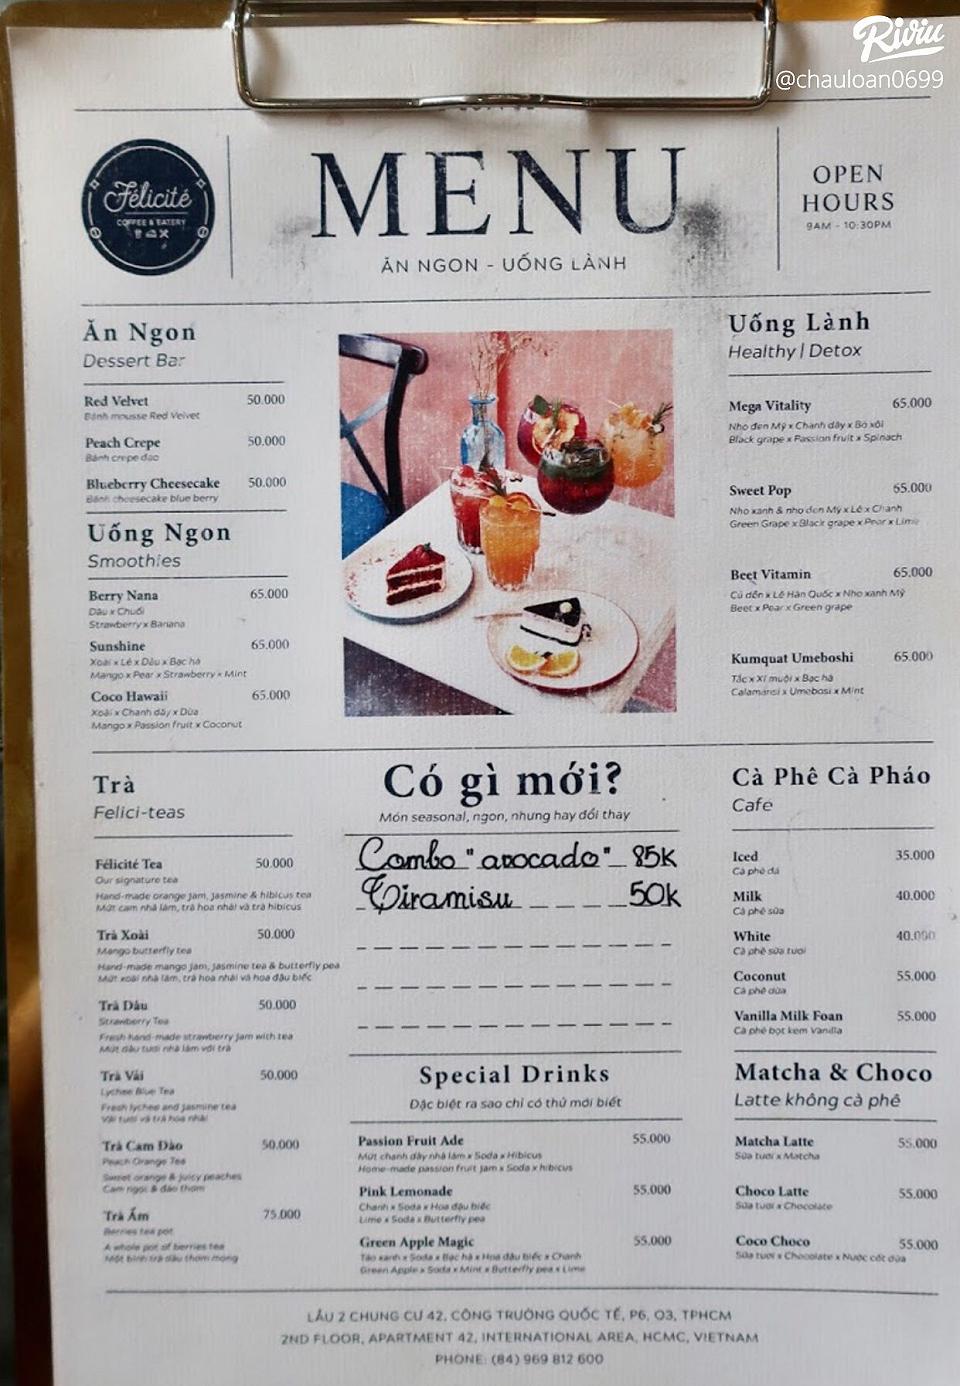 Riviu
@chauloan0699
Félicité
COFFEE & EATERY
MENU
ĂN NGON - UỐNG LÀNH
OPEN
HOURS
9AM - 10:30PM
Ăn Ngon
Dessert Bar
Red Velvet 50.000
Bánh mousse Red Velvet
Peach Crepe 50.000
Bánh crepe đào
Blueberry Cheesecake 50.000
Bánh cheesecake blue berry
Uống Ngon
Smoothies
Berry Nana 65.000
Dâu x Chuối
Strawberry x Banana
Sunshine 65.000
Xoài x Lê x Dâu x Bạc hà
Mango x Pear x Strawberry x Mint
Coco Hawaii 65.000
Xoài x Chanh dây x Dừa
Mango x Passion fruit x Coconut
Uống Lành
Healthy | Detox
Mega Vitality 65.000
Nho đen Mỹ x Chanh dây x Bó xôi
Black grape x Passion fruit x Spinach
Sweet Pop 65.000
Nho xanh & nho đen Mỹ x Lê x Chanh
Green Grape x Black grape x Pear x Lime
Beet Vitamin 65.000
Củ dền x Lê Hàn Quốc x Nho xanh Mỹ
Beet x Pear x Green grape
Kumquat Umeboshi 65.000
Tắc x Xí muội x Bạc hà
Calamansi x Umebosi x Mint
Trà
Felici-teas
Félicité Tea 50.000
Our signature tea
Hand-made orange jam, jasmine & hibicus tea
Mứt cam nhà làm, trà hoa nhài và trà hibicus
Trà Xoài 50.000
Mango butterfly tea
Hand-made mango jam, jasmine tea & butterfly pea
Mứt xoài nhà làm, trà hoa nhài và hoa đậu biếc
Trà Dâu 50.000
Strawberry Tea
Fresh hand-made strawberry jam with tea
Mứt dâu tươi nhà làm với trà
Trà Vải 50.000
Lychee Blue Tea
Fresh lychee and jasmine tea
Vải tươi và trà hoa nhài
Trà Cam Đào 50.000
Peach Orange Tea
Sweet orange & juicy peaches
Cam ngọt & đào thơm
Trà Ấm 75.000
Berries tea pot
A whole pot of berries tea
Một bình trà dâu thơm mọng
Có gì mới?
Món seasonal, ngon, nhưng hay đổi thay
Combo "avocado" 85K
Tiramisu 50K
Special Drinks
Đặc biệt ra sao chỉ có thử mới biết
Passion Fruit Ade 55.000
Mứt chanh dây nhà làm x Soda x Hibicus
Home-made passion fruit jam x Soda x hibicus
Pink Lemonade 55.000
Chanh x Soda x Hoa đậu biếc
Lime x Soda x Butterfly pea
Green Apple Magic 55.000
Táo xanh x Soda x Bạc hà x Hoa đậu biếc x Chanh
Green Apple x Soda x Mint x Butterfly pea x Lime
Cà Phê Cà Pháo
Cafe
Iced 35.000
Cà phê đá
Milk 40.000
Cà phê sữa
White 40.000
Cà phê sữa tươi
Coconut 55.000
Cà phê dừa
Vanilla Milk Foan 55.000
Cà phê bọt kem Vanilla
Matcha & Choco
Latte không cà phê
Matcha Latte 55.000
Sữa tươi x Matcha
Choco Latte 55.000
Sữa tươi x Chocolate
Coco Choco 55.000
Sữa tươi x Chocolate x Nước cốt dừa
LẦU 2 CHUNG CƯ 42, CÔNG TRƯỜNG QUỐC TẾ, P6, Q3, TPHCM
2ND FLOOR, APARTMENT 42, INTERNATIONAL AREA, HCMC, VIETNAM
PHONE: (84) 969 812 600